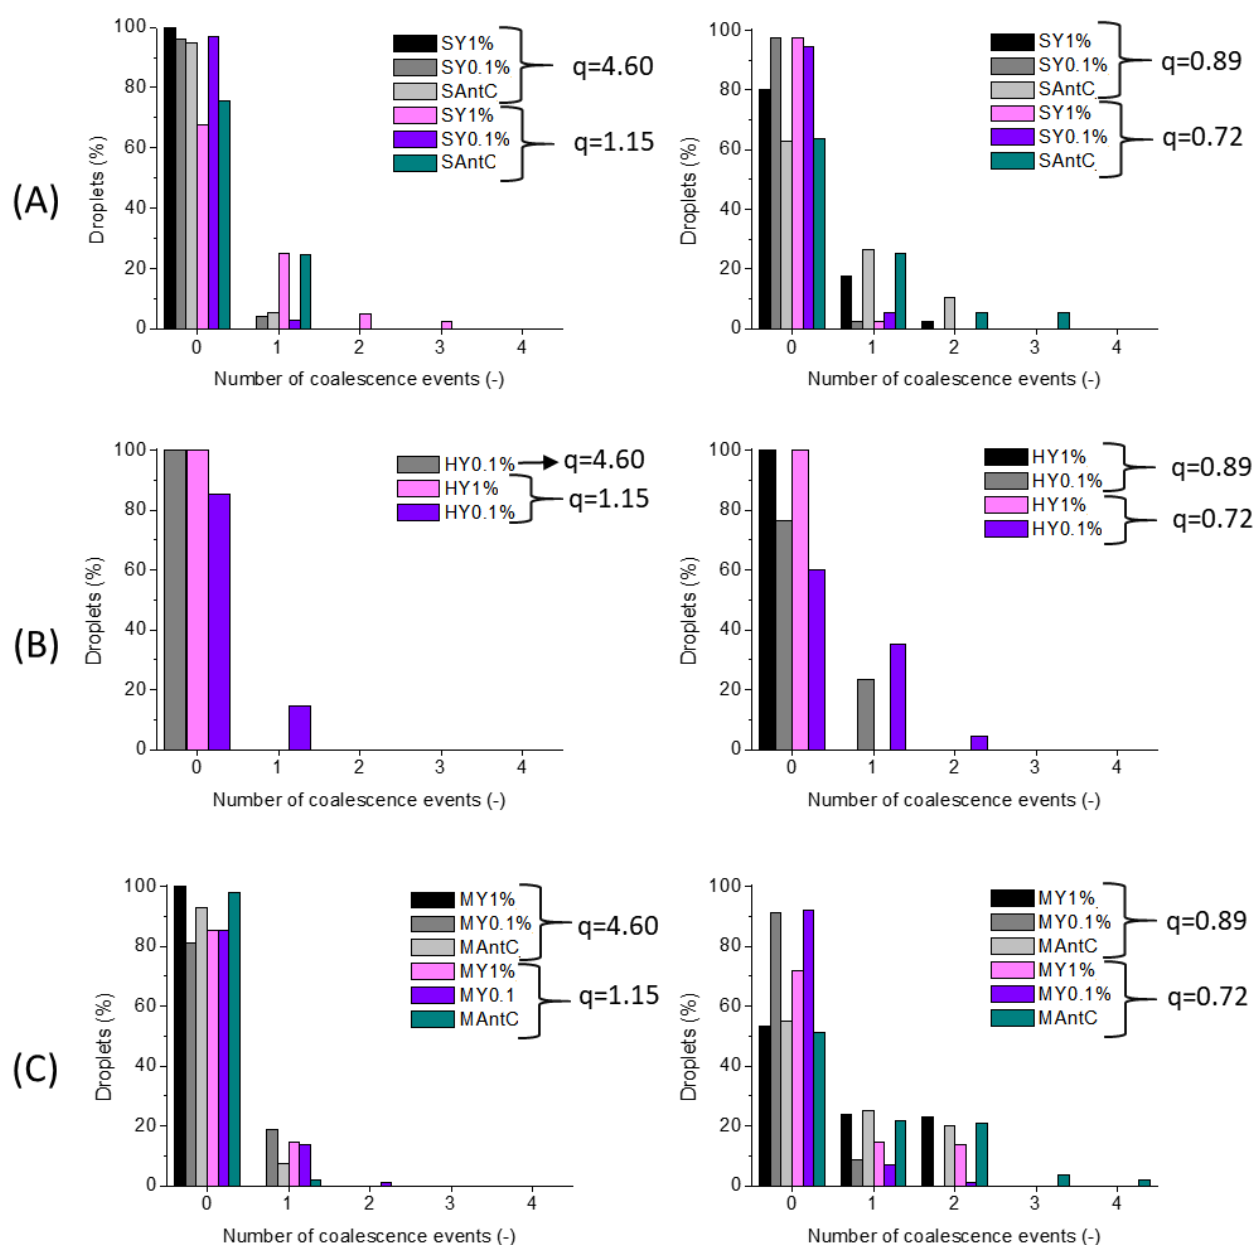 (A)
Droplets (%)
100
80
60
40
20
0
0 1 2 3 4
Number of coalescence events (-)
SY1%
SY0.1%
SAntC
q=4.60
SY1%
SY0.1%
SAntC
q=1.15
Droplets (%)
100
80
60
40
20
0
0 1 2 3 4
Number of coalescence events (-)
SY1%
SY0.1%
SAntC
q=0.89
SY1%
SY0.1%
SAntC
q=0.72
(B)
Droplets (%)
100
80
60
40
20
0
0 1 2 3 4
Number of coalescence events (-)
HY0.1%
q=4.60
HY1%
HY0.1%
q=1.15
Droplets (%)
100
80
60
40
20
0
0 1 2 3 4
Number of coalescence events (-)
HY1%
HY0.1%
q=0.89
HY1%
HY0.1%
q=0.72
(C)
Droplets (%)
100
80
60
40
20
0
0 1 2 3 4
Number of coalescence events (-)
MY1%
MY0.1%
MAntC
q=4.60
MY1%
MY0.1
MAntC
q=1.15
Droplets (%)
100
80
60
40
20
0
0 1 2 3 4
Number of coalescence events (-)
MY1%
MY0.1%
MAntC
q=0.89
MY1%
MY0.1%
MAntC
q=0.72